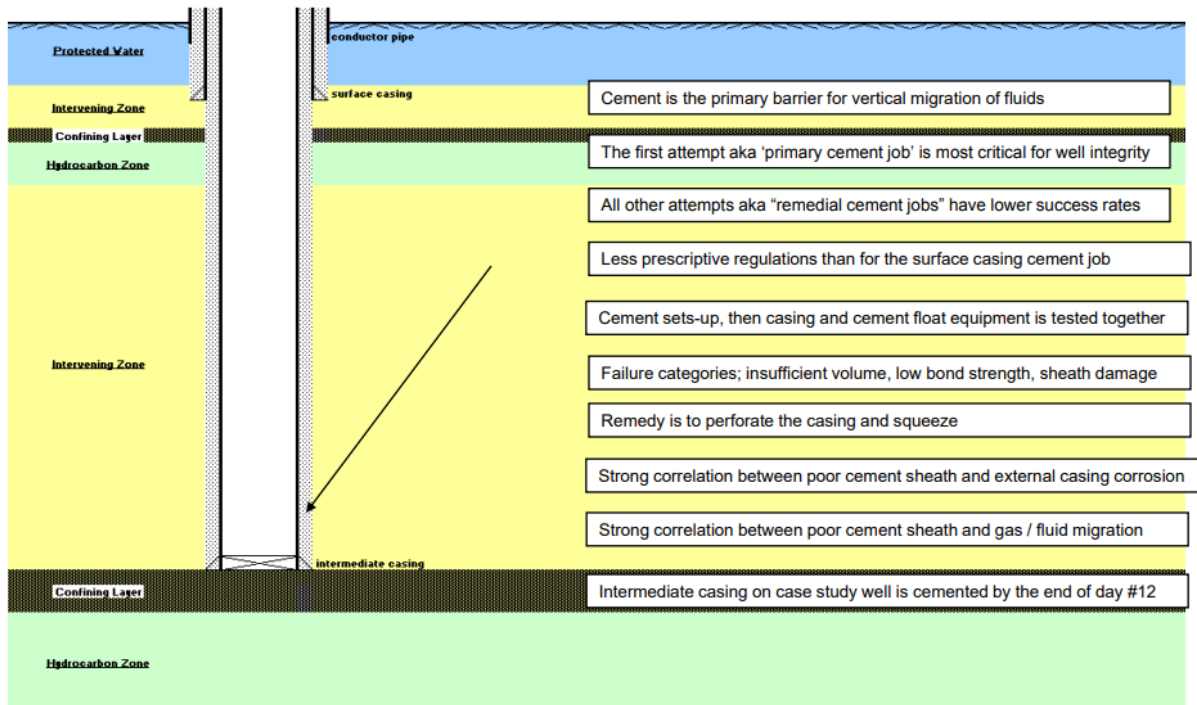 conductor pipe
Protected Water
surface casing
Cement is the primary barrier for vertical migration of fluids
Intervening Zone
Confining Layer
The first attempt aka ‘primary cement job’ is most critical for well integrity
Hydrocarbon Zone
All other attempts aka “remedial cement jobs” have lower success rates
Less prescriptive regulations than for the surface casing cement job
Cement sets-up, then casing and cement float equipment is tested together
Intervening Zone
Failure categories; insufficient volume, low bond strength, sheath damage
Remedy is to perforate the casing and squeeze
Strong correlation between poor cement sheath and external casing corrosion
Strong correlation between poor cement sheath and gas / fluid migration
intermediate casing
Confining Layer
Intermediate casing on case study well is cemented by the end of day #12
Hydrocarbon Zone